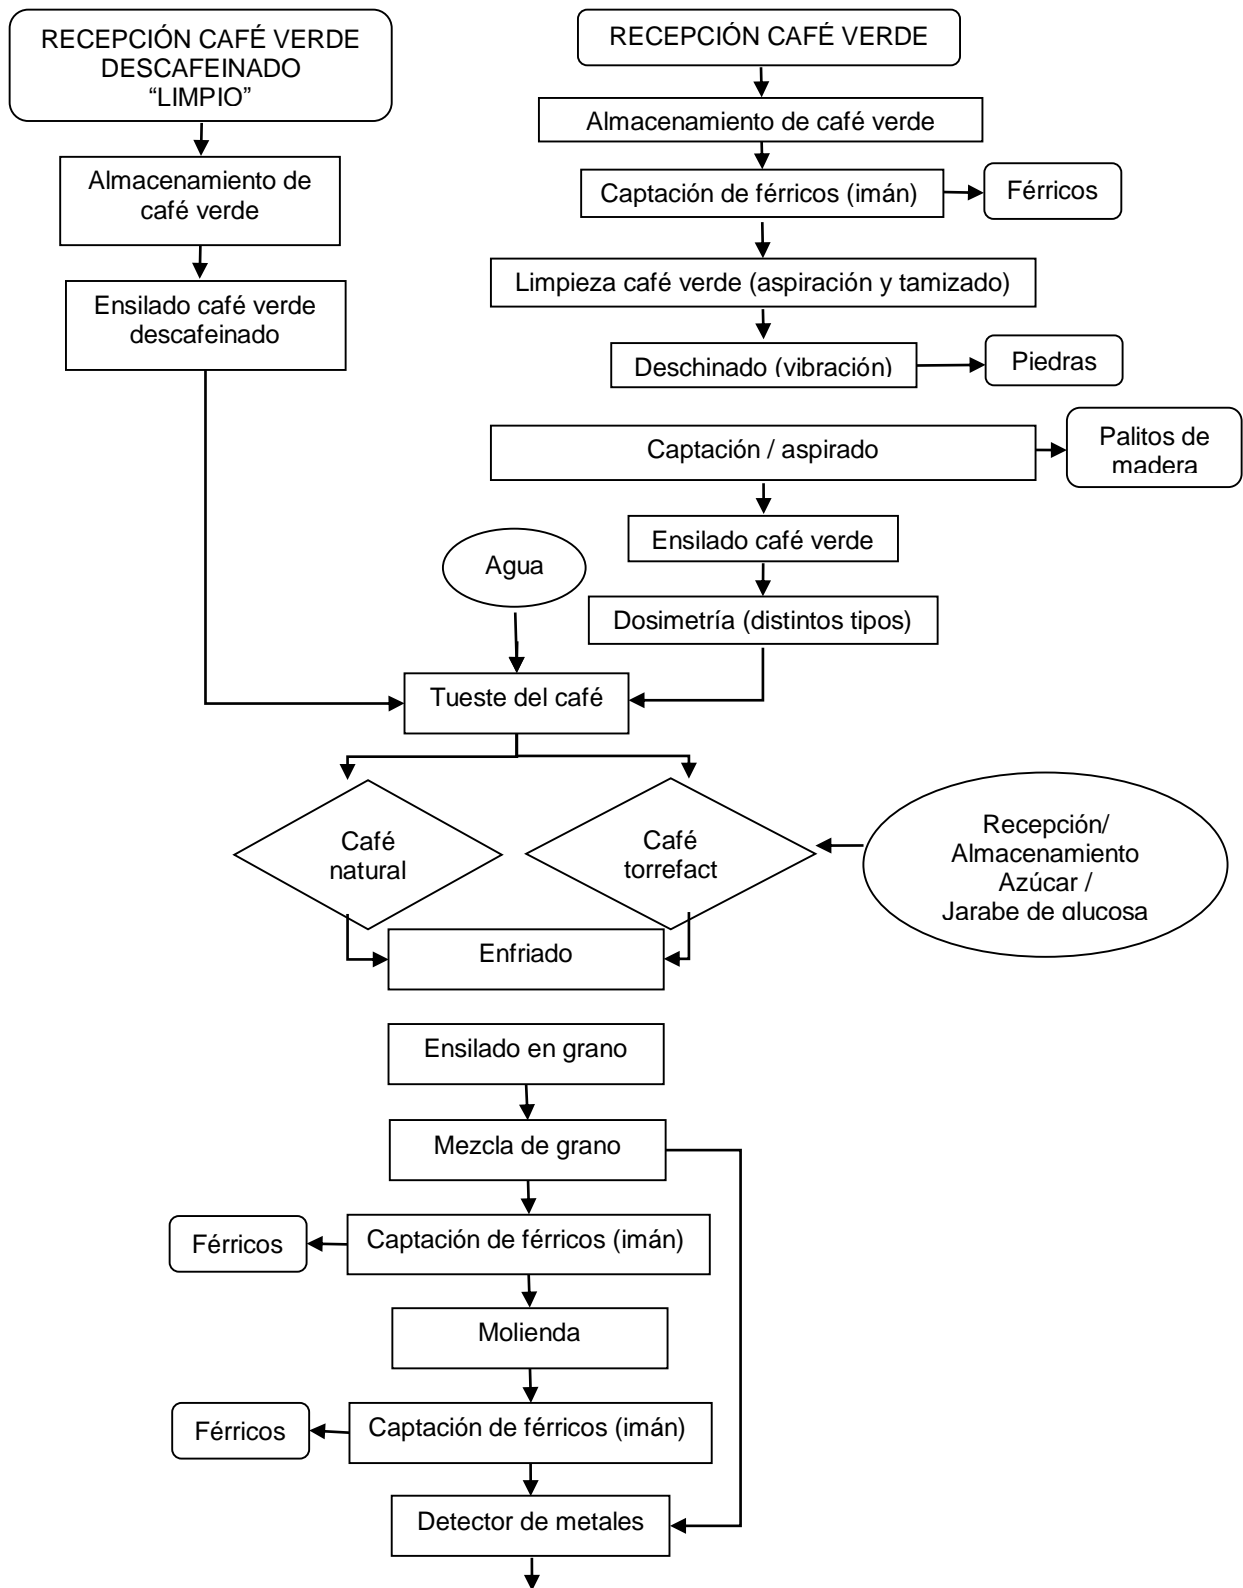 RECEPCIÓN CAFÉ VERDE
DESCAFEINADO
“LIMPIO”
RECEPCIÓN CAFÉ VERDE
Almacenamiento de café verde
Almacenamiento de
café verde
Captación de férricos (imán)
Férricos
Limpieza café verde (aspiración y tamizado)
Ensilado café verde
descafeinado
Deschinado (vibración)
Piedras
Captación / aspirado
Palitos de
madera
Ensilado café verde
Agua
Dosimetría (distintos tipos)
Tueste del café
Café
natural
Café
torrefact
Recepción/
Almacenamiento
Azúcar /
Jarabe de glucosa
Enfriado
Ensilado en grano
Mezcla de grano
Férricos
Captación de férricos (imán)
Molienda
Férricos
Captación de férricos (imán)
Detector de metales